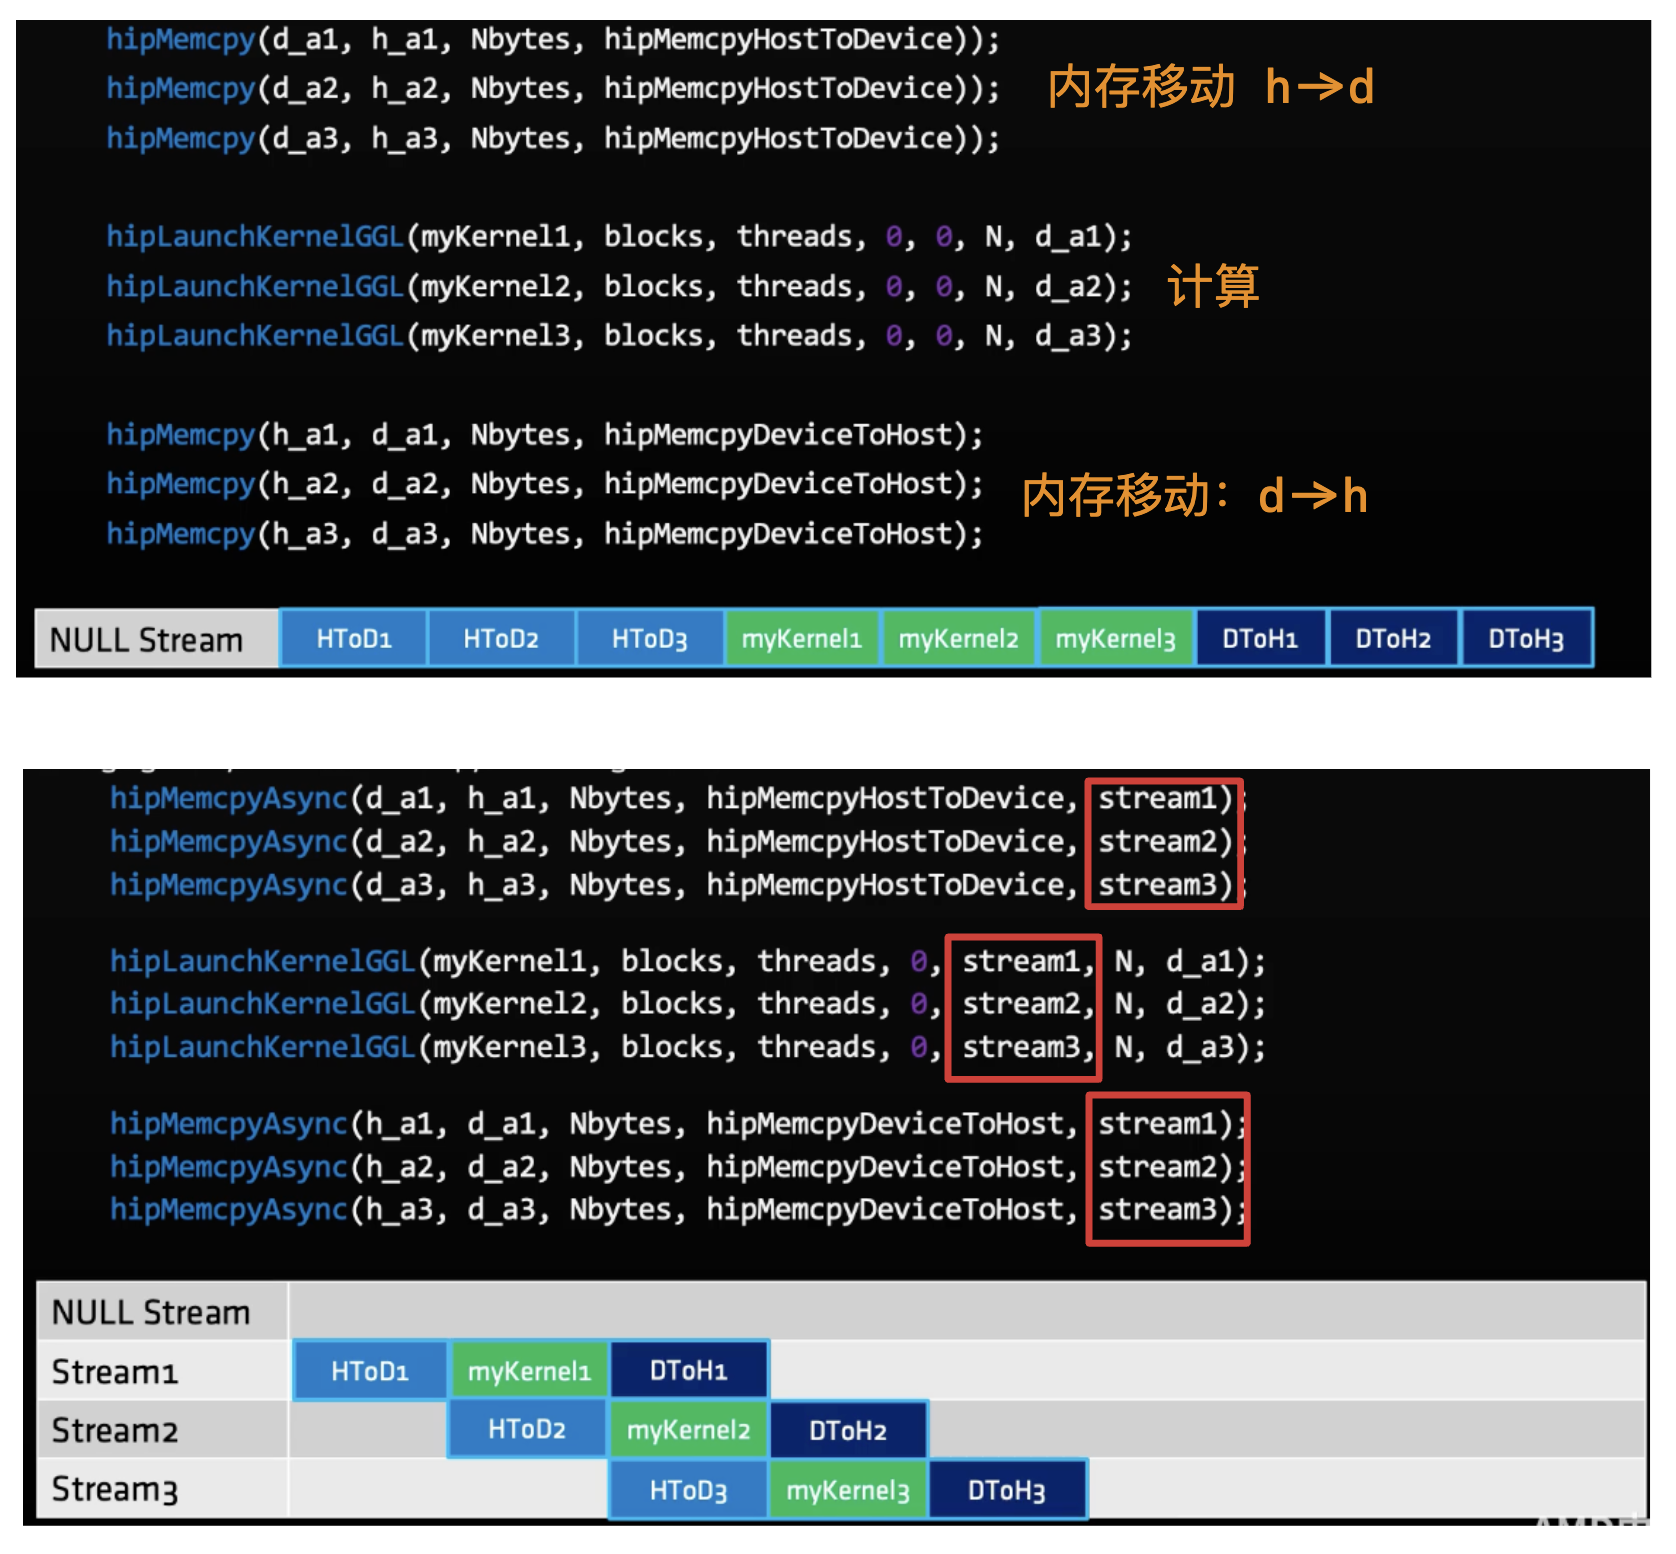 hipMemcpy(d_a1, h_a1, Nbytes, hipMemcpyHostToDevice));
hipMemcpy(d_a2, h_a2, Nbytes, hipMemcpyHostToDevice));
内存移动 h→d
hipMemcpy(d_a3, h_a3, Nbytes, hipMemcpyHostToDevice));
hipLaunchKernelGGL(myKernel1, blocks, threads, 0, 0, N, d_a1);
hipLaunchKernelGGL(myKernel2, blocks, threads, 0, 0, N, d_a2);
计算
hipLaunchKernelGGL(myKernel3, blocks, threads, 0, 0, N, d_a3);
hipMemcpy(h_a1, d_a1, Nbytes, hipMemcpyDeviceToHost);
hipMemcpy(h_a2, d_a2, Nbytes, hipMemcpyDeviceToHost);
内存移动：d→h
hipMemcpy(h_a3, d_a3, Nbytes, hipMemcpyDeviceToHost);
NULL Stream HToD1 HToD2 HToD3 myKernel1 myKernel2 myKernel3 DToH1 DToH2 DToH3
hipMemcpyAsync(d_a1, h_a1, Nbytes, hipMemcpyHostToDevice, stream1);
hipMemcpyAsync(d_a2, h_a2, Nbytes, hipMemcpyHostToDevice, stream2);
hipMemcpyAsync(d_a3, h_a3, Nbytes, hipMemcpyHostToDevice, stream3);
hipLaunchKernelGGL(myKernel1, blocks, threads, 0, stream1, N, d_a1);
hipLaunchKernelGGL(myKernel2, blocks, threads, 0, stream2, N, d_a2);
hipLaunchKernelGGL(myKernel3, blocks, threads, 0, stream3, N, d_a3);
hipMemcpyAsync(h_a1, d_a1, Nbytes, hipMemcpyDeviceToHost, stream1);
hipMemcpyAsync(h_a2, d_a2, Nbytes, hipMemcpyDeviceToHost, stream2);
hipMemcpyAsync(h_a3, d_a3, Nbytes, hipMemcpyDeviceToHost, stream3);
NULL Stream
Stream1 HToD1 myKernel1 DToH1
Stream2 HToD2 myKernel2 DToH2
Stream3 HToD3 myKernel3 DToH3